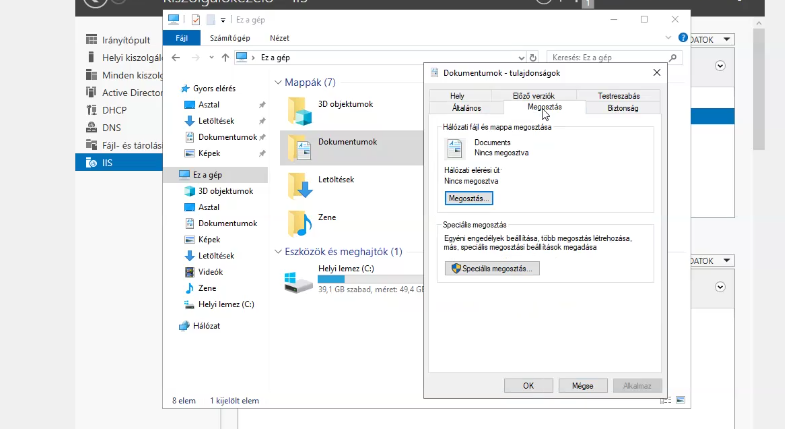 Kiszolgálókezelő · IIS
1
Irányítópult
Helyi kiszolgáló
Minden kiszolg
Active Director
DHCP
DNS
Fájl- és tárolás
IIS
Ez a gép
Fájl
Számítógép
Nézet
Ez a gép
Keresés: Ez a gép
Gyors elérés
Asztal
Letöltések
Dokumentumok
Képek
Ez a gép
3D objektumok
Asztal
Dokumentumok
Képek
Letöltések
Videók
Zene
Helyi lemez (C:)
Hálózat
Mappák (7)
3D objektumok
Dokumentumok
Letöltések
Zene
Eszközök és meghajtók (1)
Helyi lemez (C:)
39,1 GB szabad, méret: 49,4 G
8 elem
1 kijelölt elem
Dokumentumok - tulajdonságok
Hely
Előző verziók
Testreszabás
Általános
Megosztás
Biztonság
Hálózati fájl és mappa megosztása
Documents
Nincs megosztva
Hálózati elérési út:
Nincs megosztva
Megosztás...
Speciális megosztás
Egyéni engedélyek beállítása, több megosztás létrehozása,
más, speciális megosztási beállítások megadása
Speciális megosztás...
OK
Mégse
Alkalmaz
DATOK
DATOK